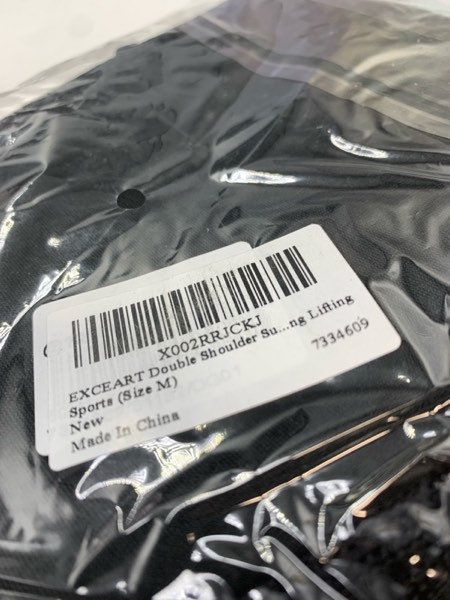 X002RRJCKJ
EXCEART Double Shoulder Su...ng Lifting
Sports (Size M)
New
7334609
Made In China